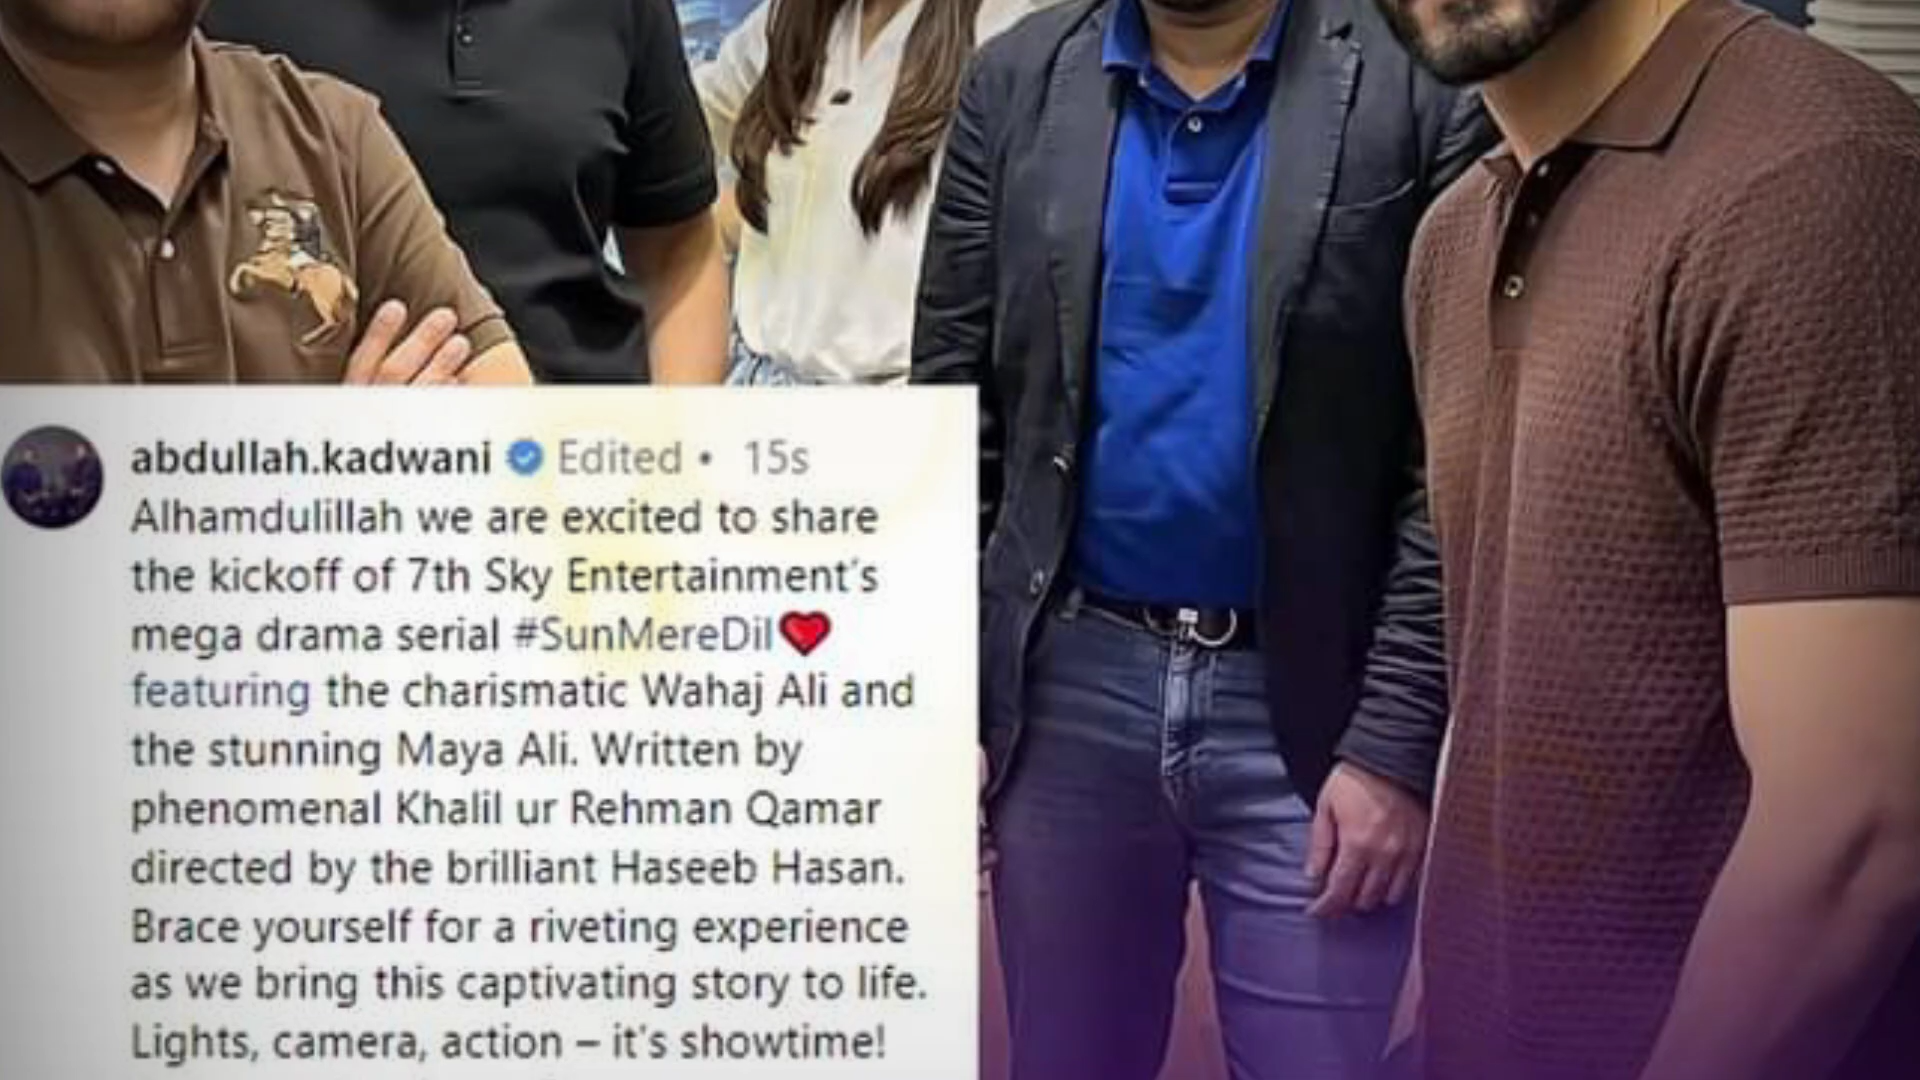 abdullah.kadwani Edited • 15s
Alhamdulillah we are excited to share
the kickoff of 7th Sky Entertainment's
mega drama serial #SunMereDil❤️
featuring the charismatic Wahaj Ali and
the stunning Maya Ali. Written by
phenomenal Khalil ur Rehman Qamar
directed by the brilliant Haseeb Hasan.
Brace yourself for a riveting experience
as we bring this captivating story to life.
Lights, camera, action – it's showtime!